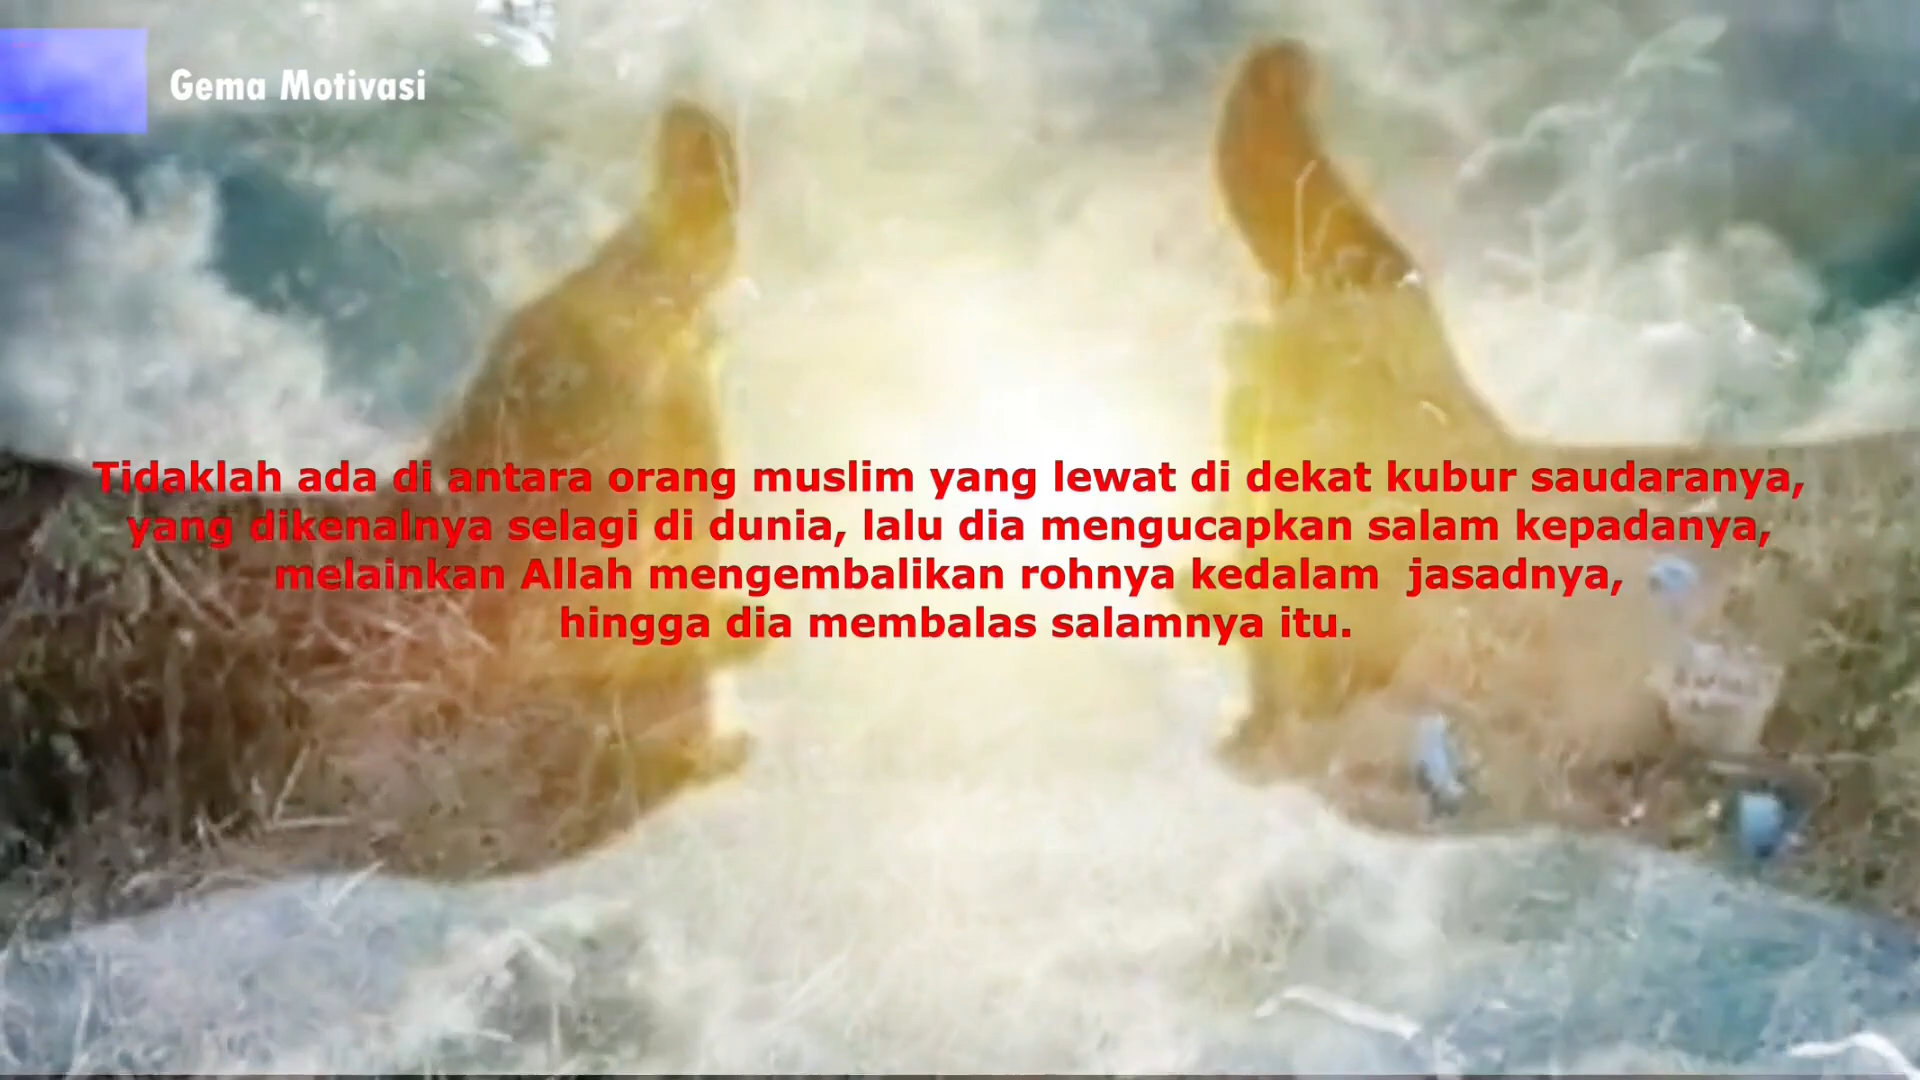 Gema Motivasi
Tidaklah ada di antara orang muslim yang lewat di dekat kubur saudaranya,
yang dikenalnya selagi di dunia, lalu dia mengucapkan salam kepadanya,
melainkan Allah mengembalikan rohnya kedalam  jasadnya,
hingga dia membalas salamnya itu.